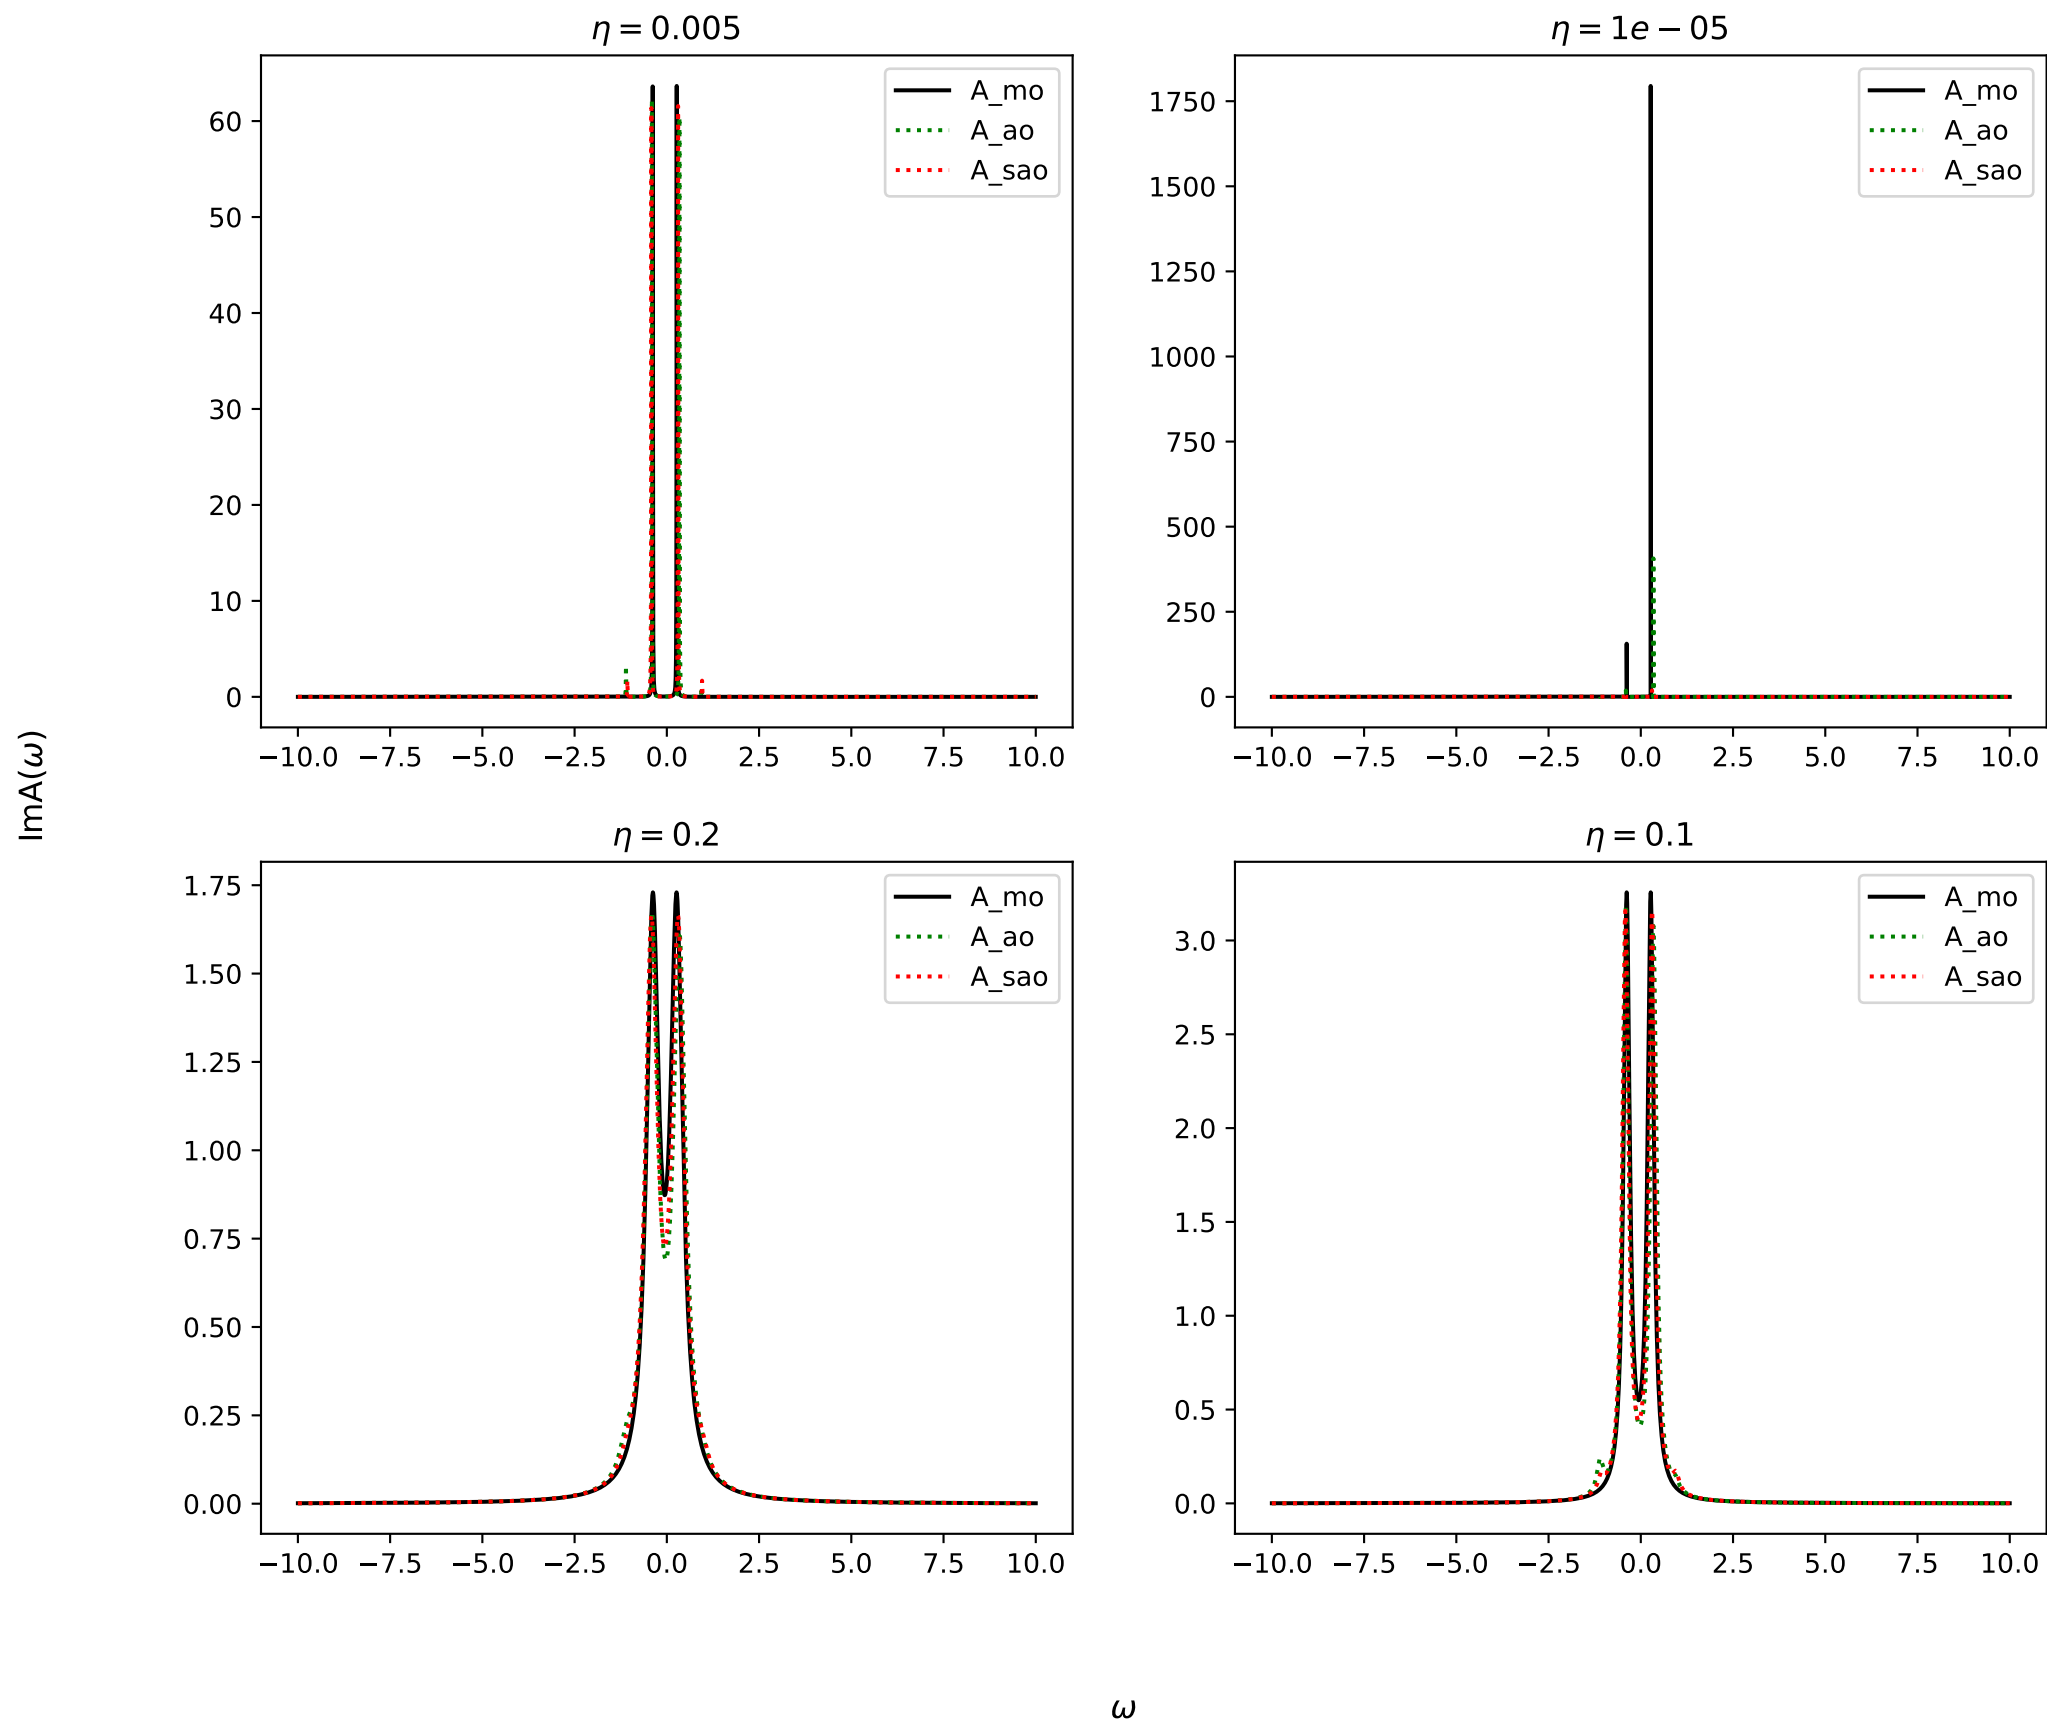 η = 0.005
60
50
40
30
20
10
0
−10.0 −7.5 −5.0 −2.5 0.0 2.5 5.0 7.5 10.0
A_mo
A_ao
A_sao
η = 1e − 05
1750
1500
1250
1000
750
500
250
0
−10.0 −7.5 −5.0 −2.5 0.0 2.5 5.0 7.5 10.0
A_mo
A_ao
A_sao
ImA(ω)
η = 0.2
1.75
1.50
1.25
1.00
0.75
0.50
0.25
0.00
−10.0 −7.5 −5.0 −2.5 0.0 2.5 5.0 7.5 10.0
A_mo
A_ao
A_sao
η = 0.1
3.0
2.5
2.0
1.5
1.0
0.5
0.0
−10.0 −7.5 −5.0 −2.5 0.0 2.5 5.0 7.5 10.0
A_mo
A_ao
A_sao
ω